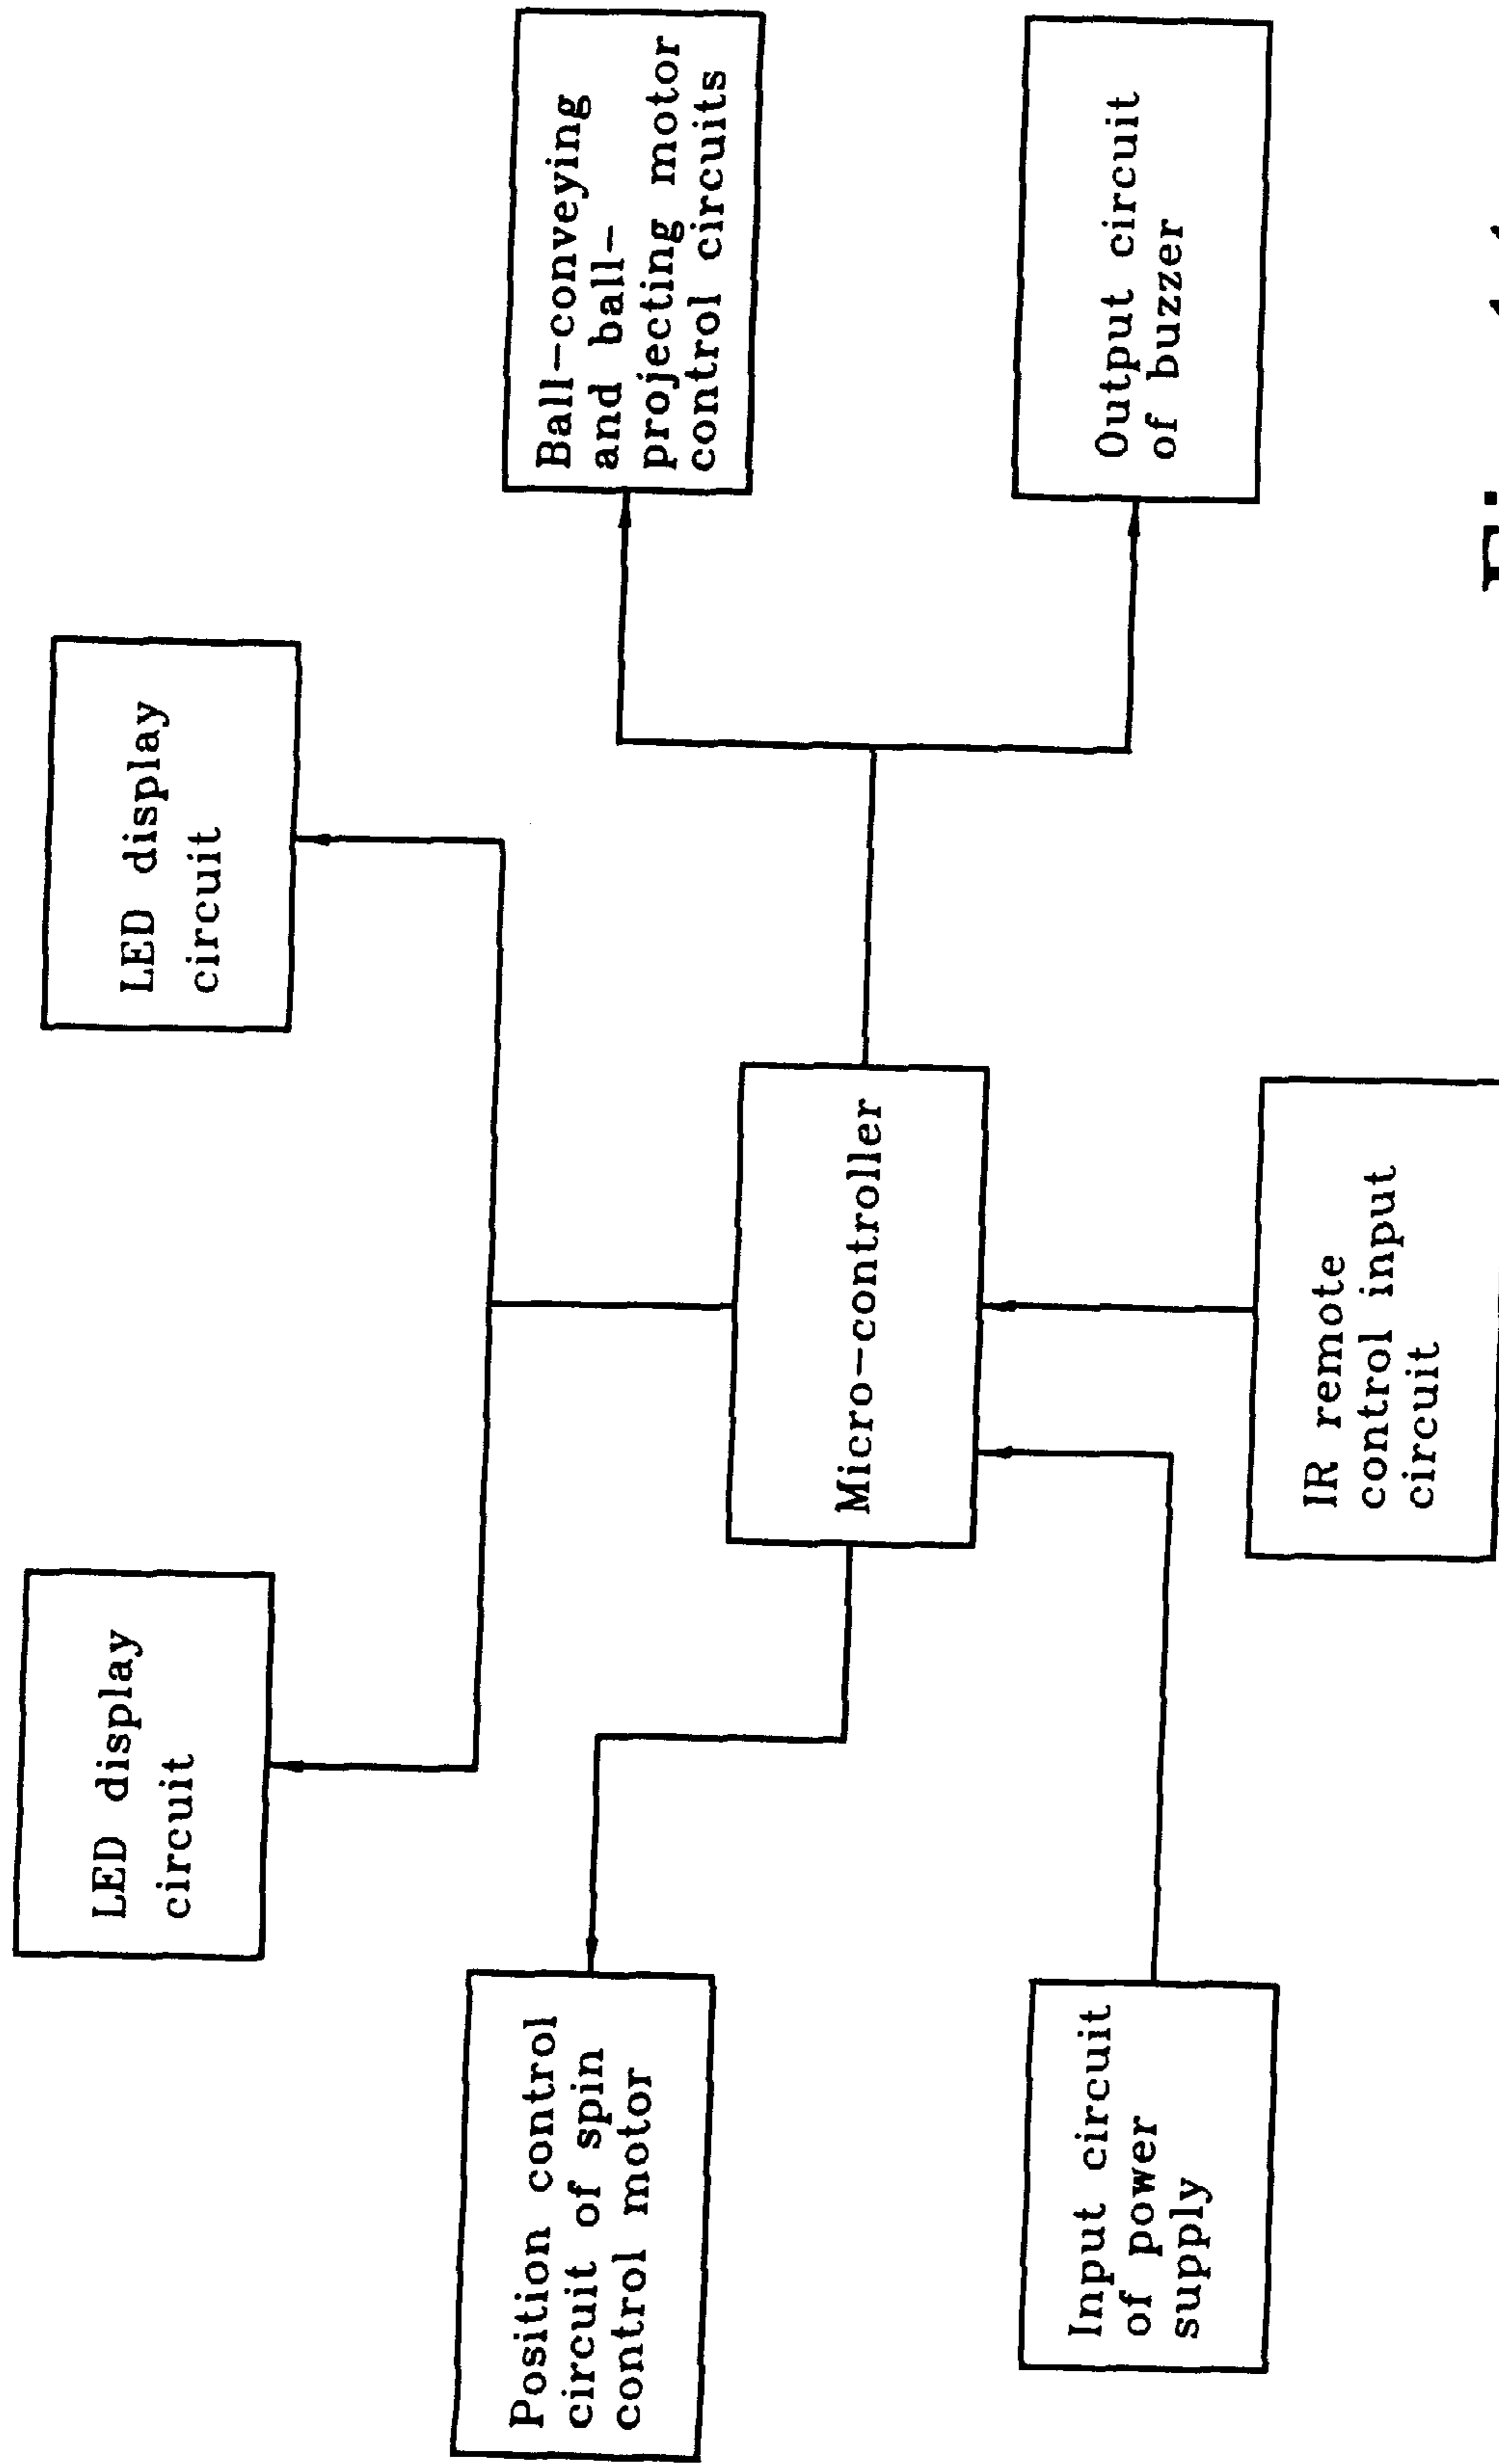 LED display
circuit
LED display
circuit
Position control
circuit of spin
control motor
Ball-conveying
and ball-
projecting motor
control circuits
Micro-controller
Input circuit
of power
supply
Output circuit
of buzzer
IR remote
control input
circuit